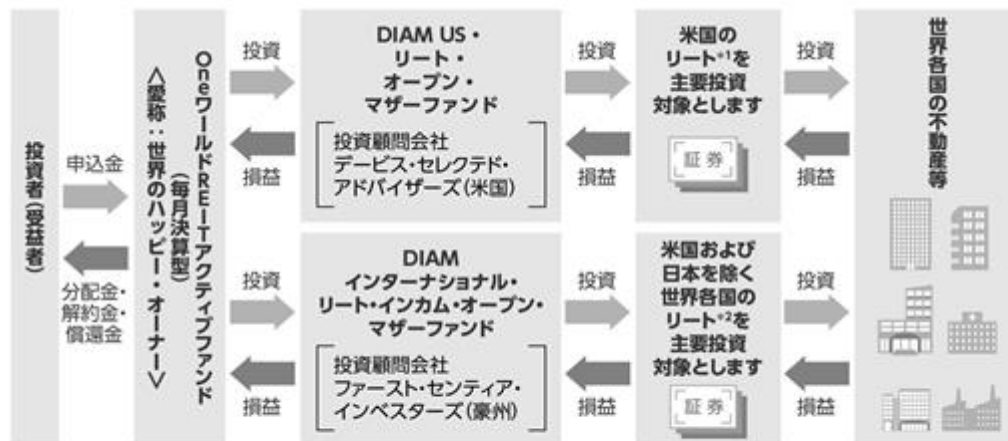 投資者(受益者)
申込金
分配金・
解約金・
償還金
Oneワールドリート REITアクティブファンド
(毎月決算型)
<愛称:世界のハッピー・オーナー>
投資
損益
DIAM US・
リート・
オープン・
マザーファンド
投資顧問会社
デービス・セレクテド・
アドバイザーズ(米国)
投資
損益
米国の
リート*1を
主要投資
対象とします
証券
投資
損益
投資
損益
DIAM
インターナショナル・
リート・インカム・オープン・
マザーファンド
投資顧問会社
ファースト・センティア・
インベスターズ(豪州)
投資
損益
米国および
日本を除く
世界各国の
リート*2を
主要投資
対象とします
証券
投資
損益
世界各国の不動産等